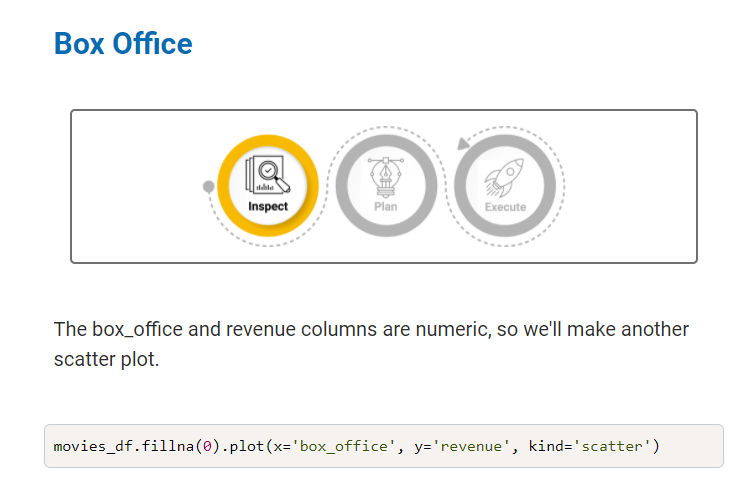 Box Office
Inspect
Plan
Execute
The box_office and revenue columns are numeric, so we'll make another
scatter plot.
movies_df.fillna(0).plot(x='box_office', y='revenue', kind='scatter')